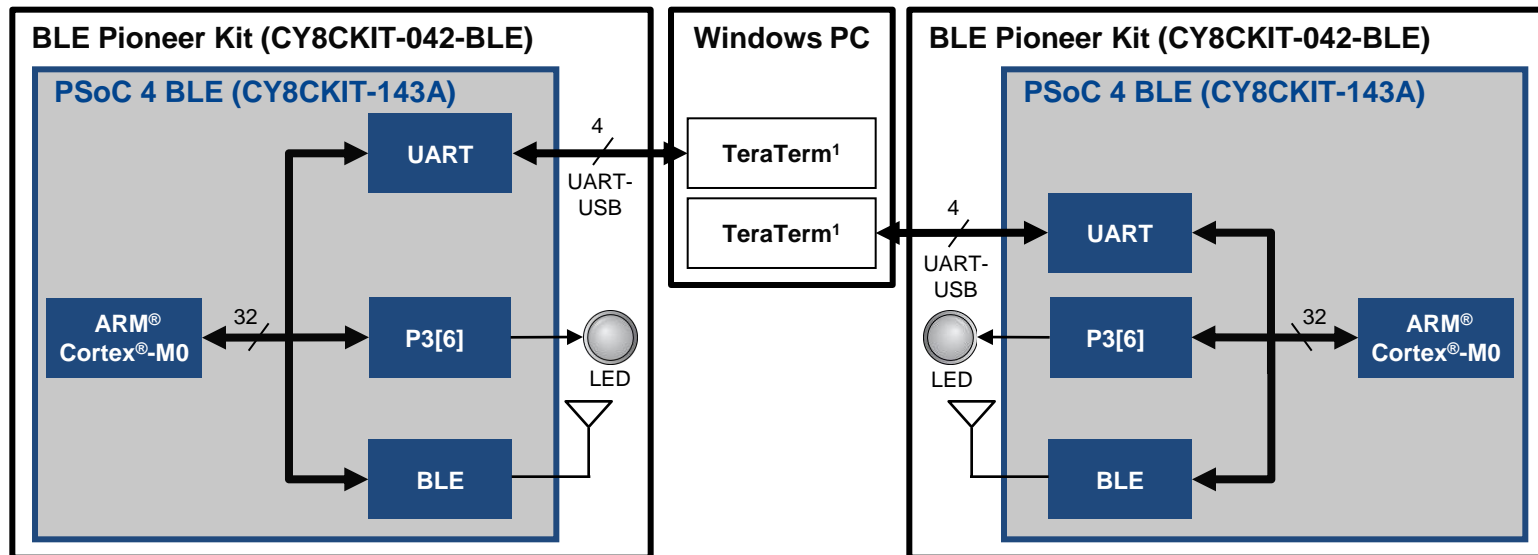 BLE Pioneer Kit (CY8CKIT-042-BLE)
PSoC 4 BLE (CY8CKIT-143A)
UART
4
UART-
USB
ARM®
Cortex®-M0
32
P3[6]
LED
BLE
Windows PC
TeraTerm¹
TeraTerm¹
BLE Pioneer Kit (CY8CKIT-042-BLE)
PSoC 4 BLE (CY8CKIT-143A)
4
UART-
USB
UART
LED
P3[6]
32
ARM®
Cortex®-M0
BLE